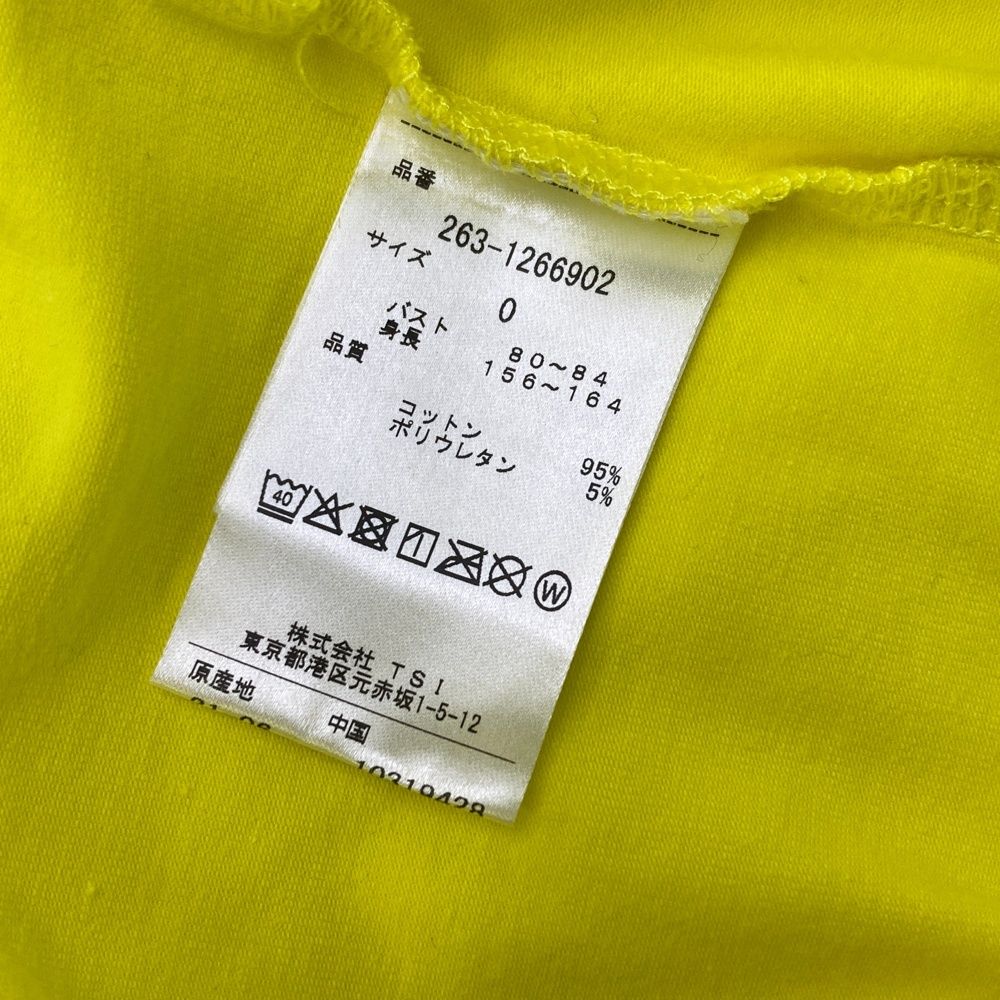 品番
263-1266902
サイズ
0
バスト 80～84
身長 156～164
品質
コットン 95%
ポリウレタン 5%
40
W
株式会社 TSI
東京都港区元赤坂1-5-12
原産地 中国
10319428